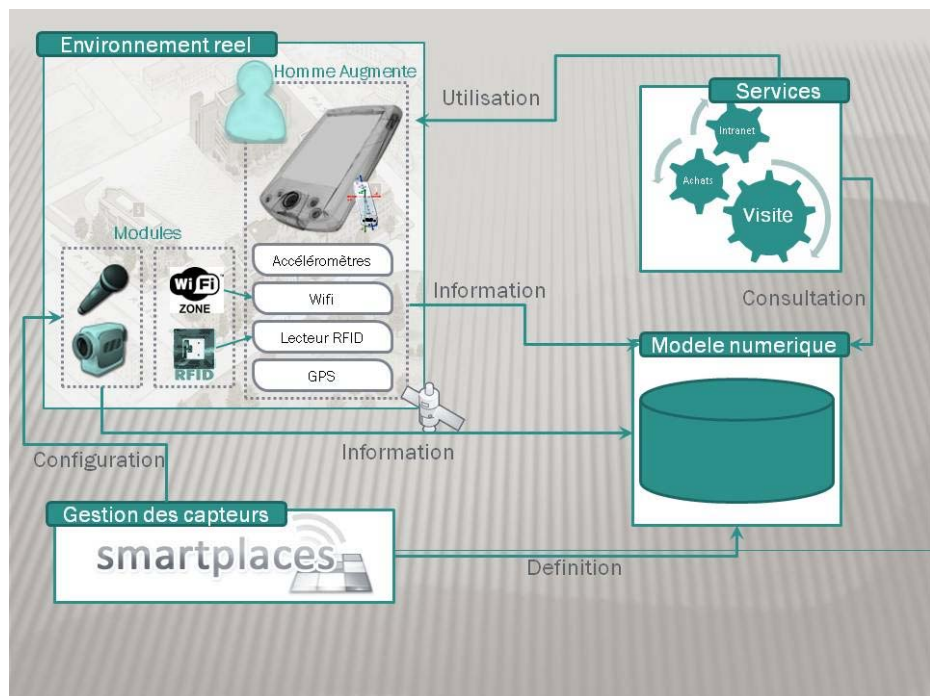 Environnement reel
Homme Augmente
Utilisation
Services
Intranet
Achats
Visite
Modules
Accéléromètres
WiFi
ZONE
Wifi
Information
Consultation
Lecteur RFID
RFID
GPS
Modele numerique
Information
Configuration
Gestion des capteurs
smartplaces
Definition